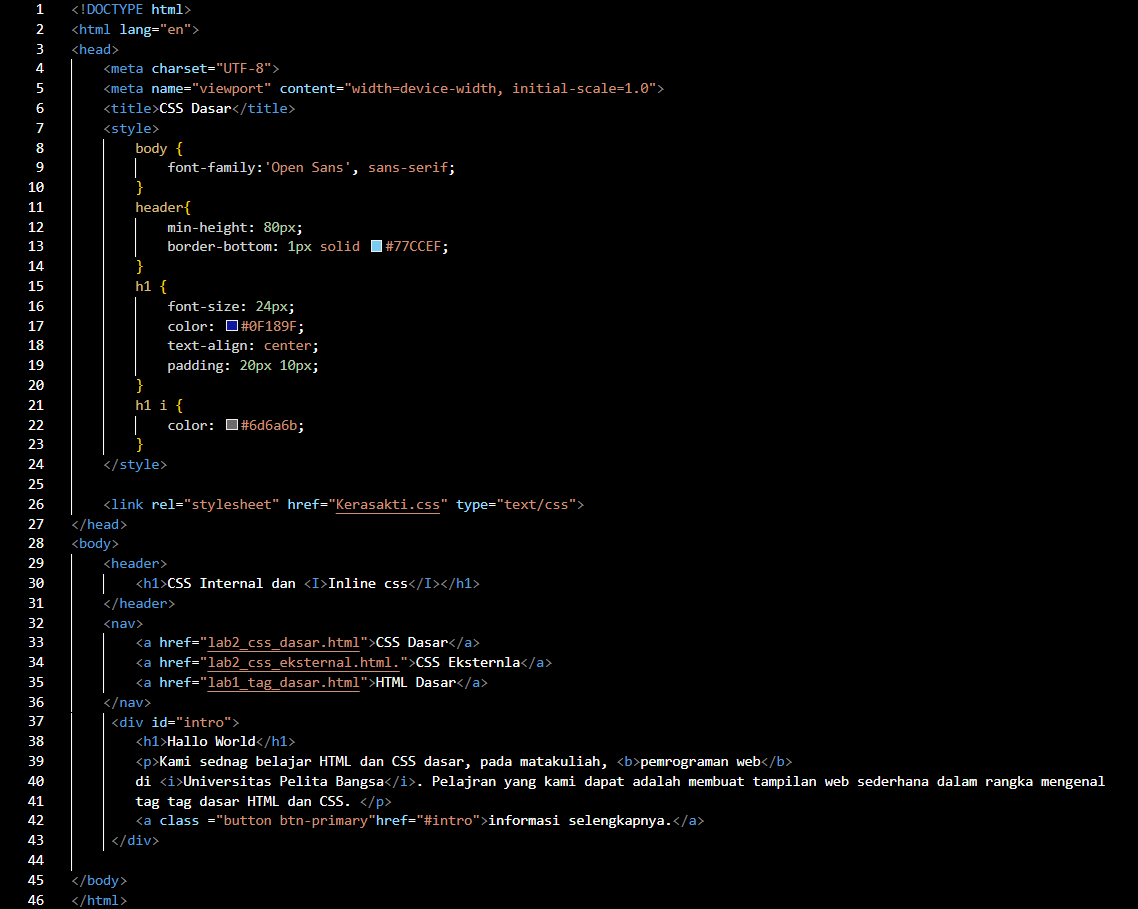 1 <!DOCTYPE html>
2 <html lang="en">
3 <head>
4 <meta charset="UTF-8">
5 <meta name="viewport" content="width=device-width, initial-scale=1.0">
6 <title>CSS Dasar</title>
7 <style>
8 body {
9 font-family:'Open Sans', sans-serif;
10 }
11 header{
12 min-height: 80px;
13 border-bottom: 1px solid #77CCEF;
14 }
15 h1 {
16 font-size: 24px;
17 color: #0F189F;
18 text-align: center;
19 padding: 20px 10px;
20 }
21 h1 i {
22 color: #6d6a6b;
23 }
24 </style>
25
26 <link rel="stylesheet" href="Kerasakti.css" type="text/css">
27 </head>
28 <body>
29 <header>
30 <h1>CSS Internal dan <I>Inline css</I></h1>
31 </header>
32 <nav>
33 <a href="lab2_css_dasar.html">CSS Dasar</a>
34 <a href="lab2_css_eksternal.html.">CSS Eksternla</a>
35 <a href="lab1_tag_dasar.html">HTML Dasar</a>
36 </nav>
37 <div id="intro">
38 <h1>Hallo World</h1>
39 <p>Kami sednag belajar HTML dan CSS dasar, pada matakuliah, <b>pemrograman web</b>
40 di <i>Universitas Pelita Bangsa</i>. Pelajran yang kami dapat adalah membuat tampilan web sederhana dalam rangka mengenal
41 tag tag dasar HTML dan CSS. </p>
42 <a class ="button btn-primary"href="#intro">informasi selengkapnya.</a>
43 </div>
44
45 </body>
46 </html>